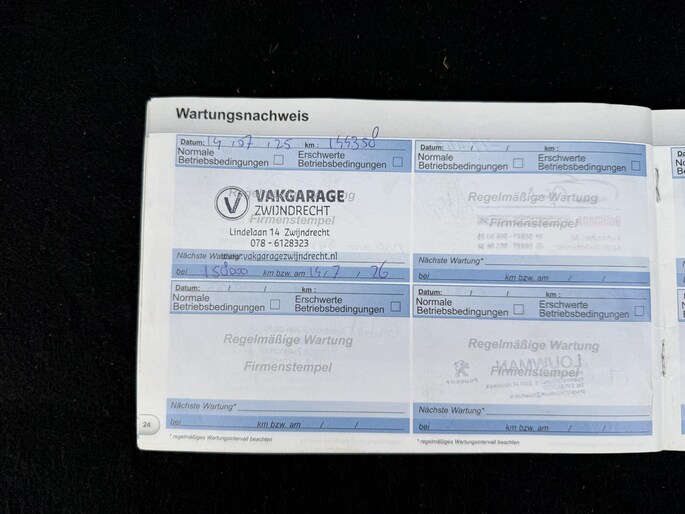 Wartungsnachweis
Datum: 14 / 07 / 25 km : 144358
Normale Betriebsbedingungen
Erschwerte Betriebsbedingungen
Regelmäßige Wartung
Firmenstempel
VAKGARAGE
ZWIJNDRECHT
Lindelaan 14 Zwijndrecht
078 - 6128323
www.vakgaragezwijndrecht.nl
Nächste Wartung*
bei 158000 km bzw. am 14 / 7 / 26
Datum: / / km :
Normale Betriebsbedingungen
Erschwerte Betriebsbedingungen
Regelmäßige Wartung
Firmenstempel
Nächste Wartung*
bei km bzw. am / /
Datum: / / km :
Normale Betriebsbedingungen
Erschwerte Betriebsbedingungen
Regelmäßige Wartung
Firmenstempel
Nächste Wartung*
bei km bzw. am / /
Datum: / / km :
Normale Betriebsbedingungen
Erschwerte Betriebsbedingungen
Regelmäßige Wartung
Firmenstempel
Nächste Wartung*
bei km bzw. am / /
24
* regelmäßiges Wartungsintervall beachten
* regelmäßiges Wartungsintervall beachten